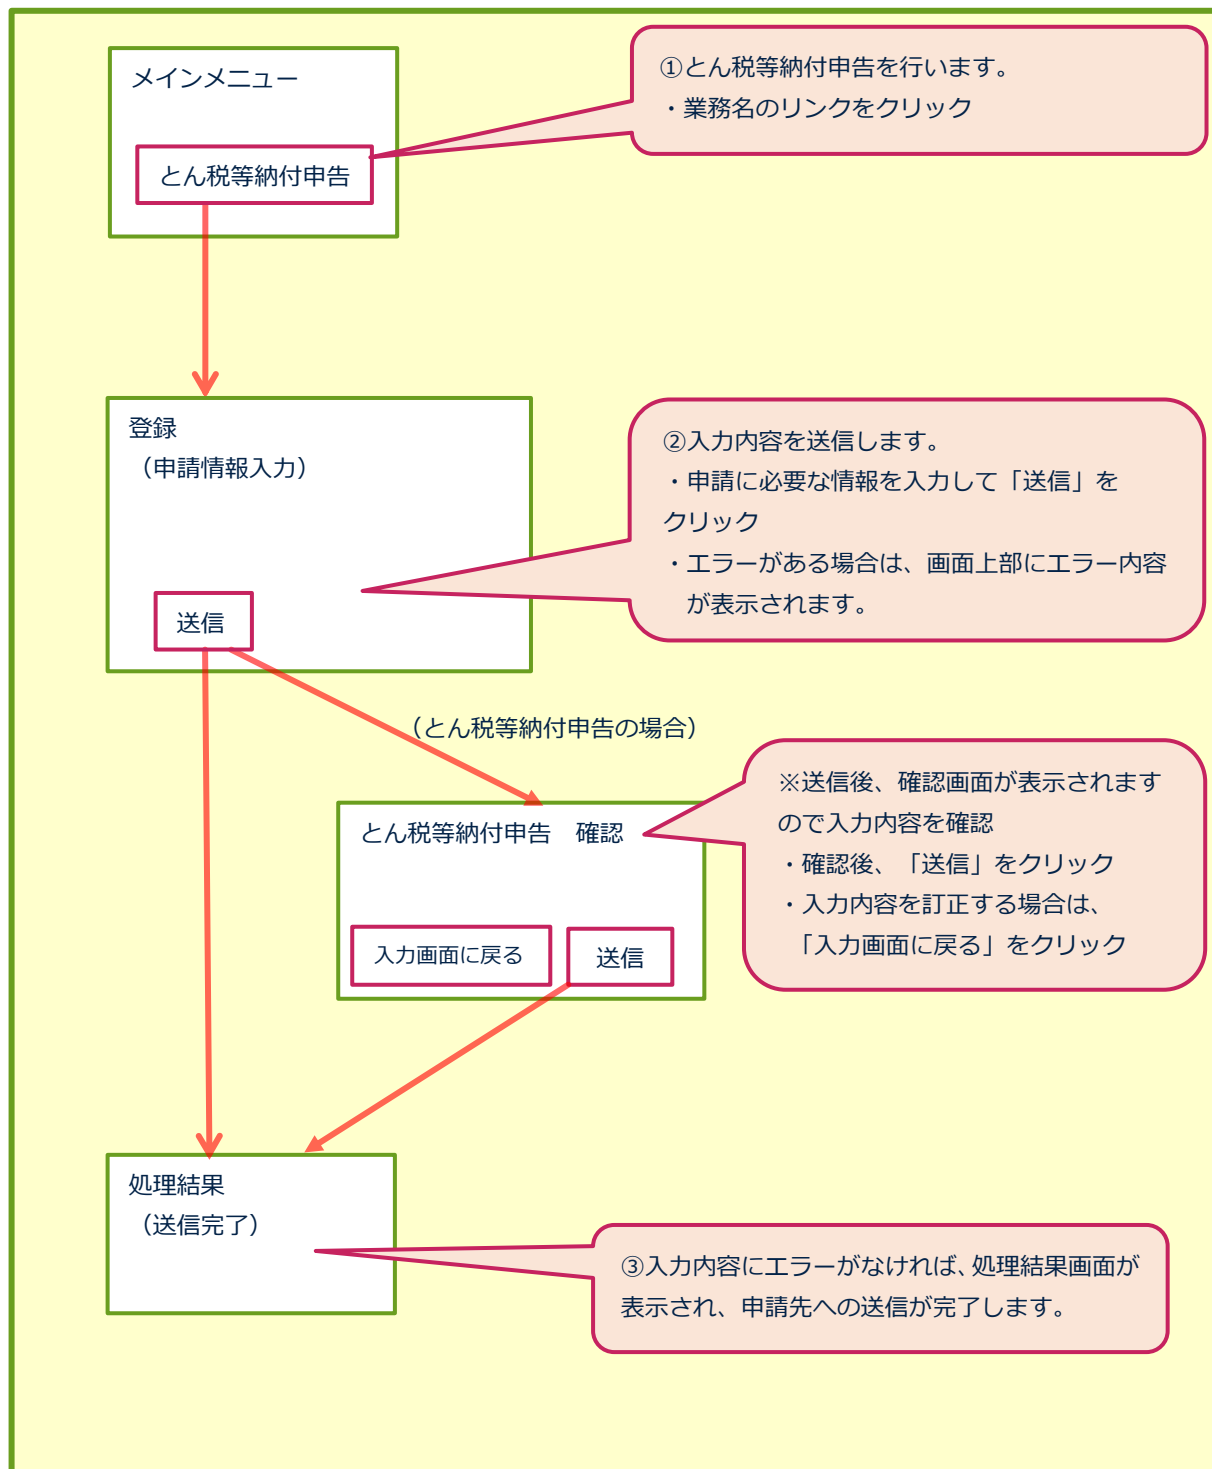 メインメニュー
とん税等納付申告
①とん税等納付申告を行います。
・業務名のリンクをクリック
登録
（申請情報入力）
送信
②入力内容を送信します。
・申請に必要な情報を入力して「送信」を
クリック
・エラーがある場合は、画面上部にエラー内容
が表示されます。
（とん税等納付申告の場合）
とん税等納付申告　確認
入力画面に戻る
送信
※送信後、確認画面が表示されます
ので入力内容を確認
・確認後、「送信」をクリック
・入力内容を訂正する場合は、
「入力画面に戻る」をクリック
処理結果
（送信完了）
③入力内容にエラーがなければ、処理結果画面が
表示され、申請先への送信が完了します。